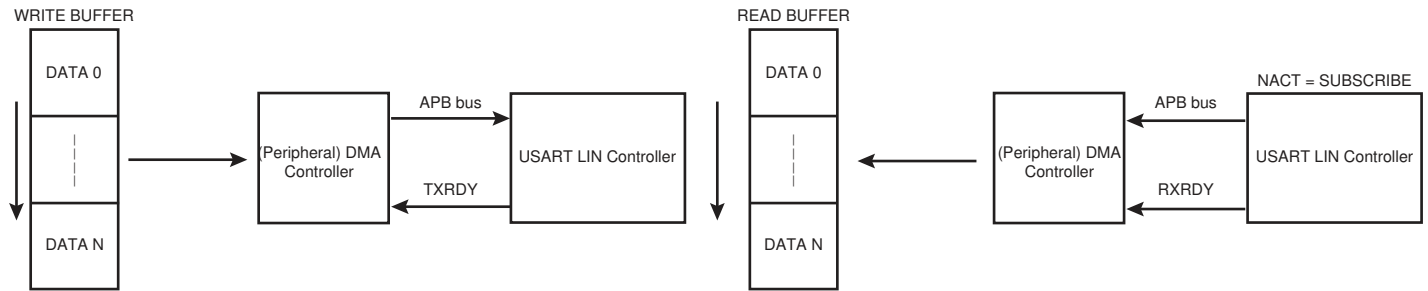 WRITE BUFFER
DATA 0
DATA N
(Peripheral) DMA
Controller
APB bus
TXRDY
USART LIN Controller
READ BUFFER
DATA 0
DATA N
(Peripheral) DMA
Controller
APB bus
RXRDY
NACT = SUBSCRIBE
USART LIN Controller